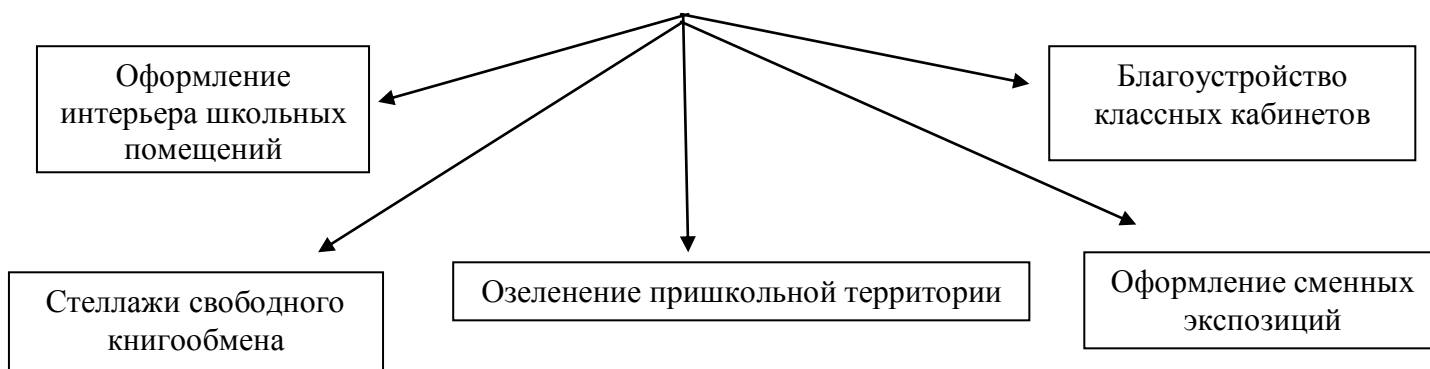 Оформление
интерьера школьных
помещений
Благоустройство
классных кабинетов
Стеллажи свободного
книгообмена
Озеленение пришкольной территории
Оформление сменных
экспозиций